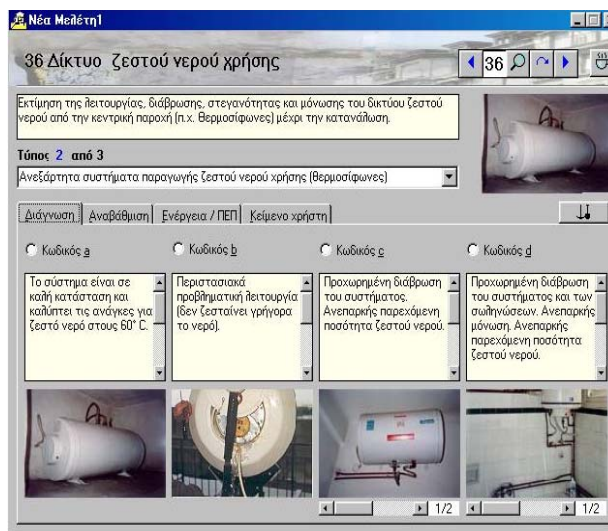 Νέα Μελέτη1
36 Δίκτυο ζεστού νερού χρήσης
36
Εκτίμηση της λειτουργίας, διάβρωσης, στεγανότητας και μόνωσης του δικτύου ζεστού
νερού από την κεντρική παροχή (π.χ. θερμοσίφωνες) μέχρι την κατανάλωση.
Τύπος 2 από 3
Ανεξάρτητα συστήματα παραγωγής ζεστού νερού χρήσης (θερμοσίφωνες)
Διάγνωση Αναβάθμιση Ενέργεια / ΠΕΠ Κείμενο χρήστη
Κωδικός a
Το σύστημα είναι σε
καλή κατάσταση και
καλύπτει τις ανάγκες για
ζεστό νερό στους 60° C.
Κωδικός b
Περιστασιακά
προβληματική λειτουργία
(δεν ζεσταίνει γρήγορα
το νερό).
Κωδικός c
Προχωρημένη διάβρωση
του συστήματος.
Ανεπαρκής παρεχόμενη
ποσότητα ζεστού νερού.
1/2
Κωδικός d
Προχωρημένη διάβρωση
του συστήματος και των
σωληνώσεων. Ανεπαρκής
μόνωση. Ανεπαρκής
παρεχόμενη ποσότητα
ζεστού νερού.
1/2